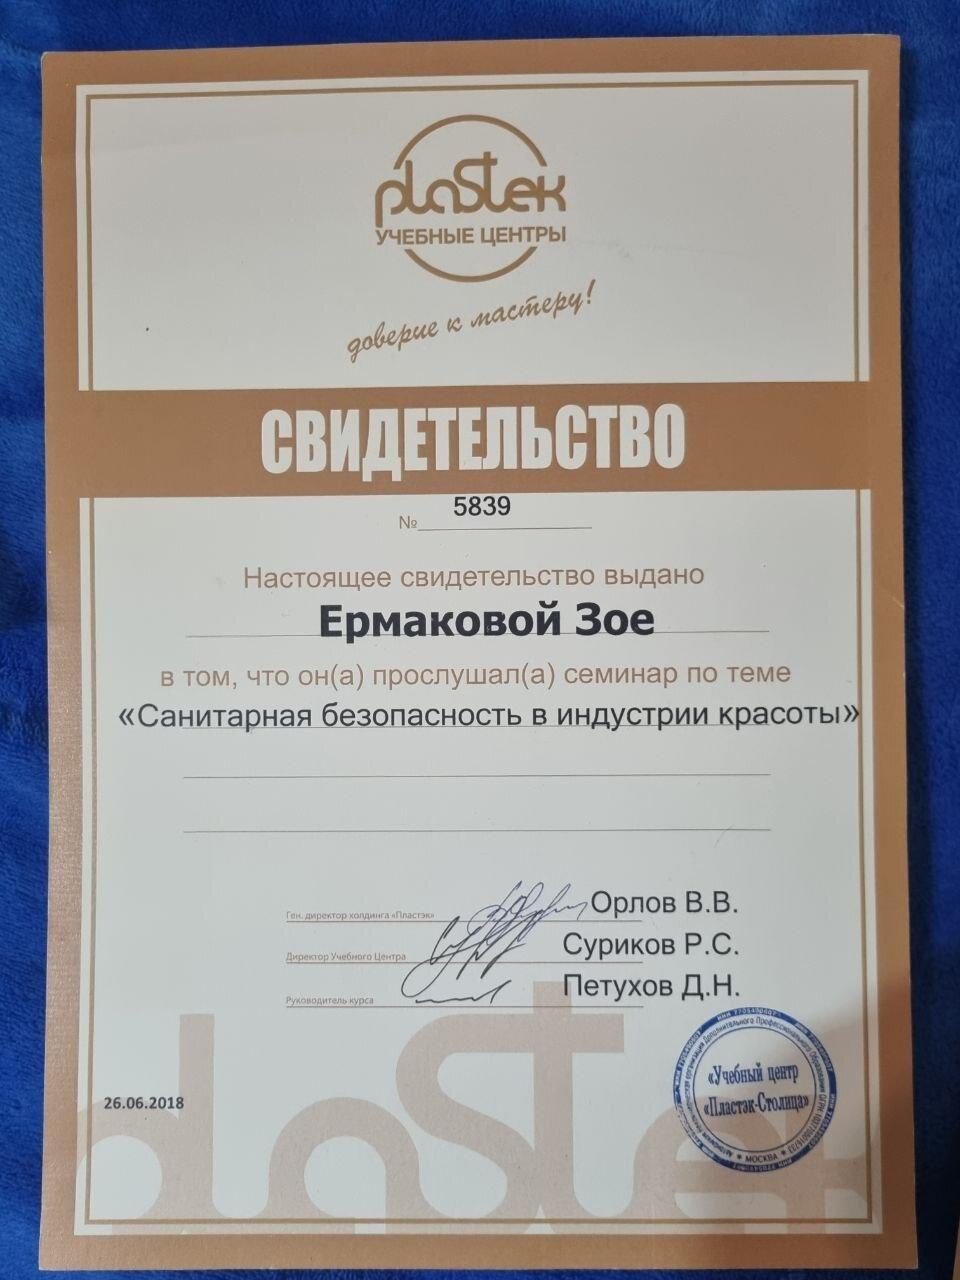 plastek
УЧЕБНЫЕ ЦЕНТРЫ
доверие к мастеру!
СВИДЕТЕЛЬСТВО
№ 5839
Настоящее свидетельство выдано
Ермаковой Зое
в том, что он(а) прослушал(а) семинар по теме
«Санитарная безопасность в индустрии красоты»
Ген. директор холдинга «Пластэк» Орлов В.В.
Директор Учебного Центра Суриков Р.С.
Руководитель курса Петухов Д.Н.
«Учебный центр
«Пластэк-Столица»
* МОСКВА *
26.06.2018
plastek